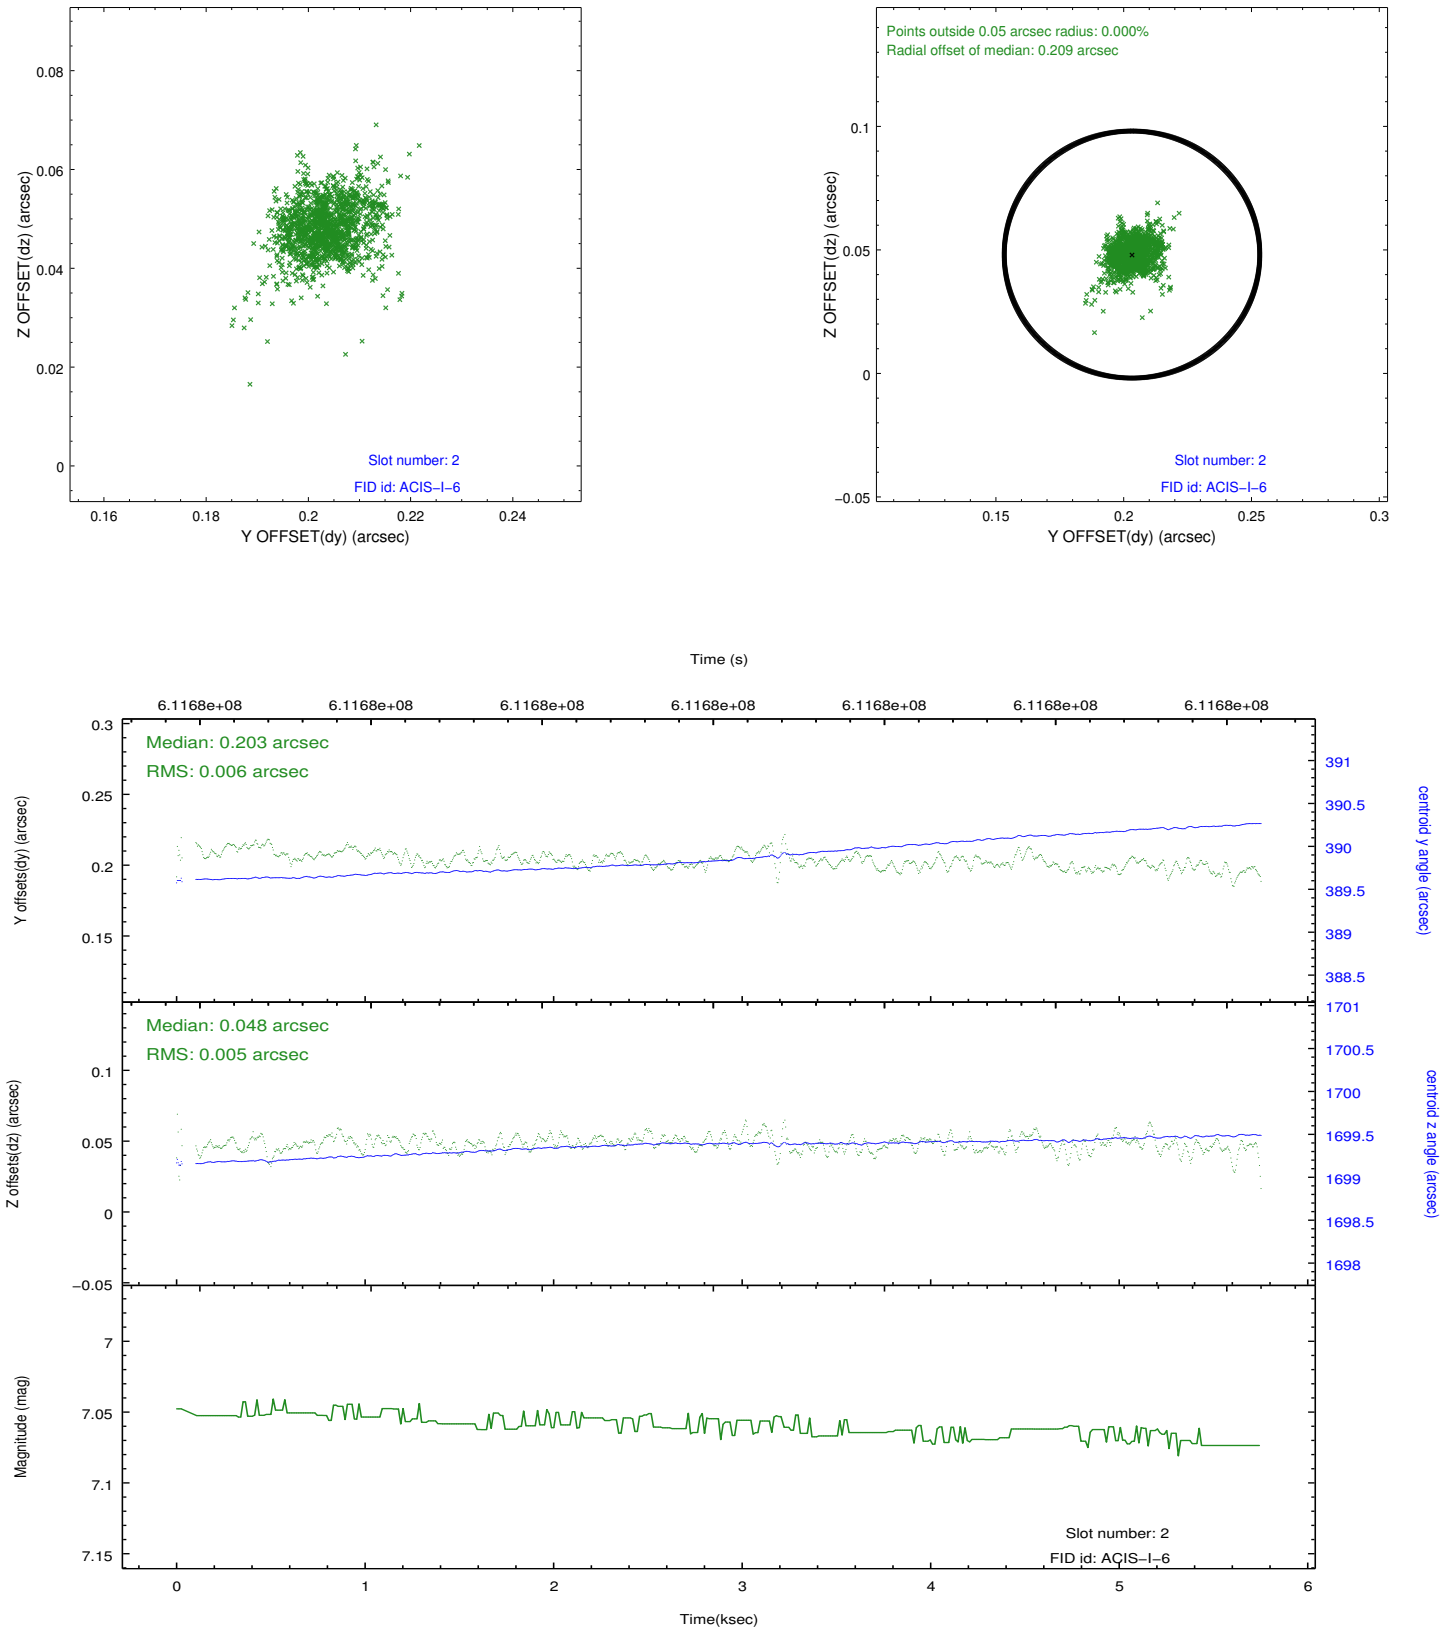 Points outside 0.05 arcsec radius: 0.000%
Radial offset of median: 0.209 arcsec
0.08
0.06
0.04
0.02
0
Z OFFSET(dz) (arcsec)
Slot number: 2
FID id: ACIS−I−6
0.16 0.18 0.2 0.22 0.24
Y OFFSET(dy) (arcsec)
0.1
0.05
0
−0.05
Z OFFSET(dz) (arcsec)
Slot number: 2
FID id: ACIS−I−6
0.15 0.2 0.25 0.3
Y OFFSET(dy) (arcsec)
Time (s)
6.1168e+08 6.1168e+08 6.1168e+08 6.1168e+08 6.1168e+08 6.1168e+08 6.1168e+08
Median: 0.203 arcsec
RMS: 0.006 arcsec
0.3
0.25
0.2
0.15
Y offsets(dy) (arcsec)
391
390.5
390
389.5
389
388.5
centroid y angle (arcsec)
Median: 0.048 arcsec
RMS: 0.005 arcsec
0.1
0.05
0
−0.05
Z offsets(dz) (arcsec)
1701
1700.5
1700
1699.5
1699
1698.5
1698
centroid z angle (arcsec)
7
7.05
7.1
7.15
Magnitude (mag)
Slot number: 2
FID id: ACIS−I−6
0 1 2 3 4 5 6
Time(ksec)